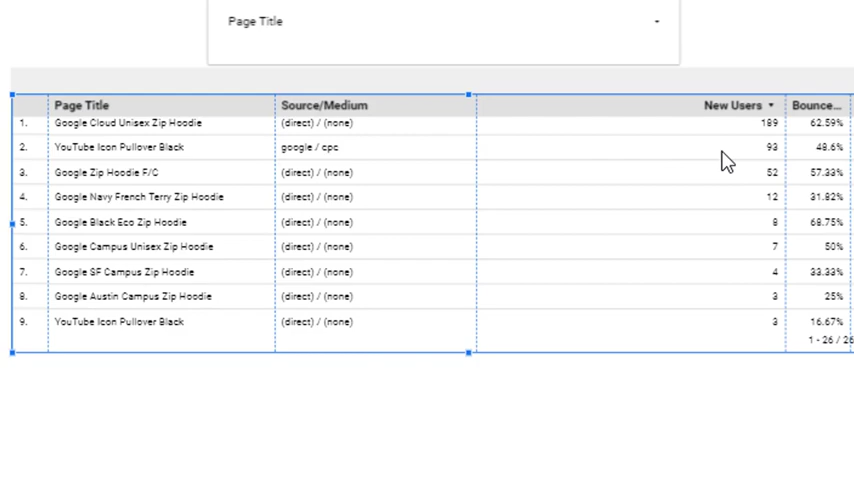 Page Title
Page Title Source/Medium New Users Bounce...
1. Google Cloud Unisex Zip Hoodie (direct) / (none) 189 62.59%
2. YouTube Icon Pullover Black google / cpc 93 48.6%
3. Google Zip Hoodie F/C (direct) / (none) 52 57.33%
4. Google Navy French Terry Zip Hoodie (direct) / (none) 12 31.82%
5. Google Black Eco Zip Hoodie (direct) / (none) 8 68.75%
6. Google Campus Unisex Zip Hoodie (direct) / (none) 7 50%
7. Google SF Campus Zip Hoodie (direct) / (none) 4 33.33%
8. Google Austin Campus Zip Hoodie (direct) / (none) 3 25%
9. YouTube Icon Pullover Black (direct) / (none) 3 16.67%
1 - 26 / 26